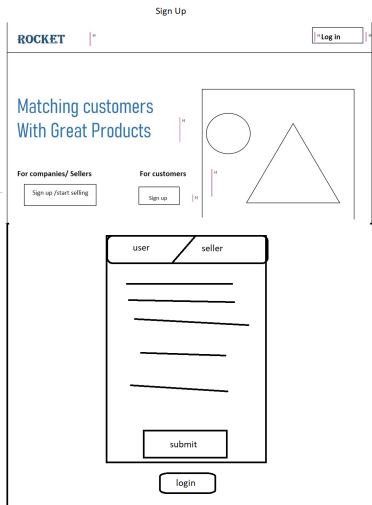 Sign Up
ROCKET
H
H Log in
H
Matching customers
With Great Products
H
For companies/ Sellers
For customers
H
Sign up /start selling
Sign up
H
user
seller
submit
login